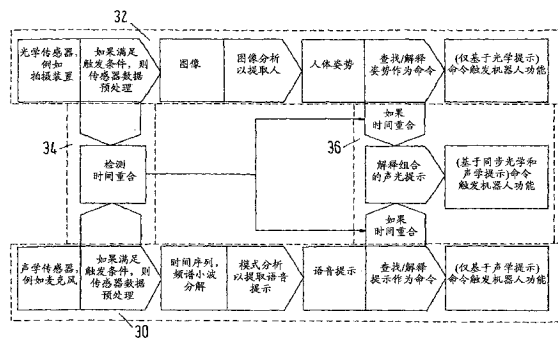 32
光学传感器,
例如
拍摄装置
如果满足
触发条件, 则
传感器数据
预处理
图像
图像分析
以提取人
人体姿势
查找/解释
姿势作为命令
(仅基于光学提示)
命令触发机器人功能
34
检测
时间重合
36
如果
时间重合
解释组合
的声光提示
(基于同步光学和
声学提示)命令
触发机器人功能
如果
时间重合
声学传感器,
例如麦克风
如果满足
触发条件, 则
传感器数据
预处理
时间序列,
频谱小波
分解
模式分析
以提取语音
提示
语音提示
查找/解释
提示作为命令
(仅基于声学提示)
命令触发机器人功能
30